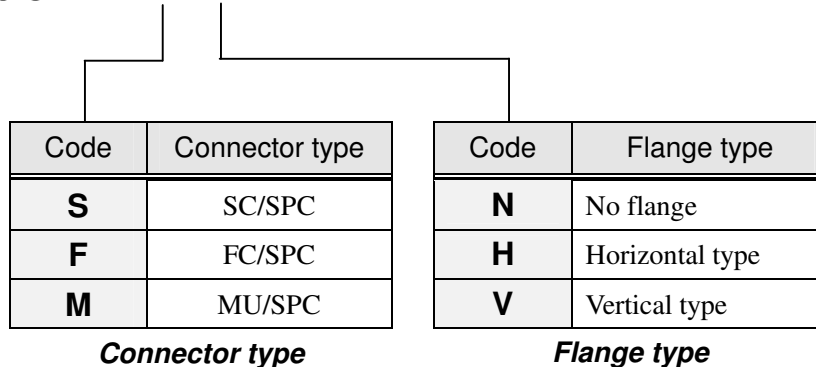 Code Connector type
S SC/SPC
F FC/SPC
M MU/SPC
Connector type
Code Flange type
N No flange
H Horizontal type
V Vertical type
Flange type